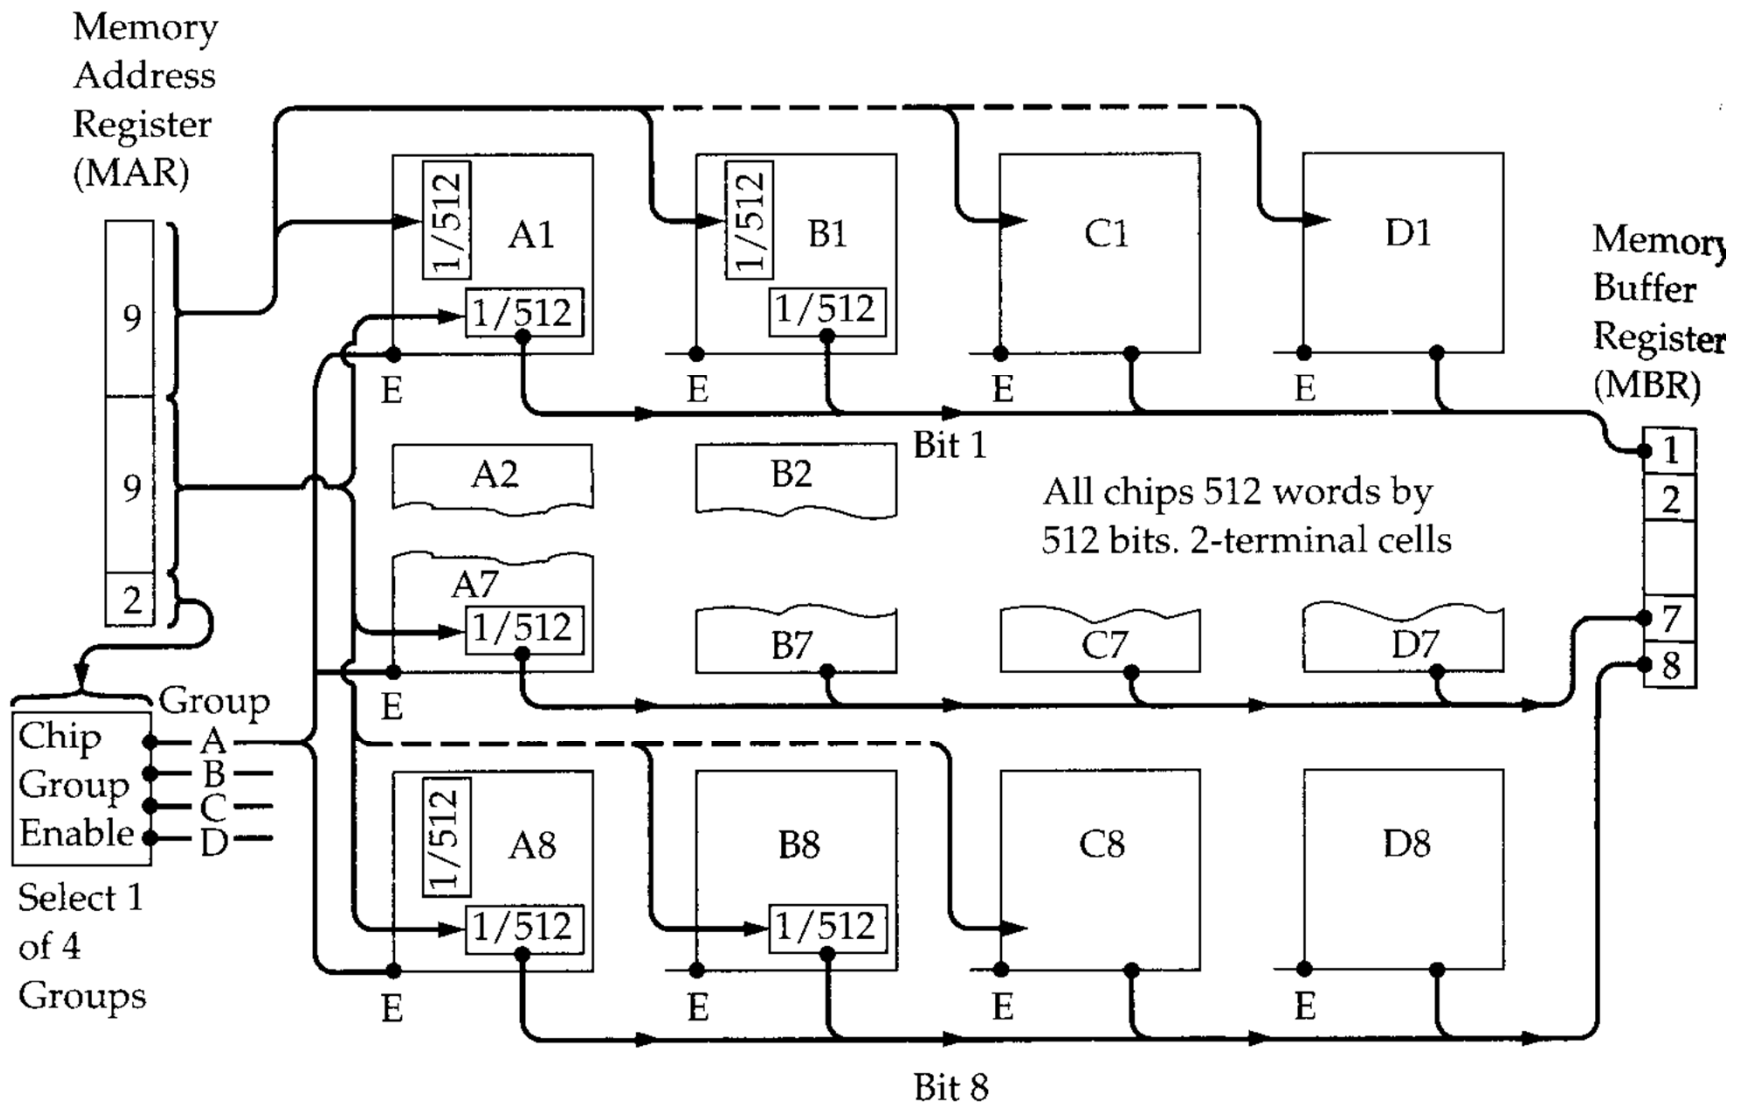 Memory
Address
Register
(MAR)
9
9
2
Chip
Group
Enable
Group
A
B
C
D
Select 1
of 4
Groups
1/512
A1
1/512
E
1/512
B1
1/512
E
C1
E
D1
E
Bit 1
A2
B2
All chips 512 words by
512 bits. 2-terminal cells
A7
1/512
E
B7
C7
D7
1/512
A8
1/512
E
B8
1/512
E
C8
E
D8
E
Bit 8
Memory
Buffer
Register
(MBR)
1
2
7
8